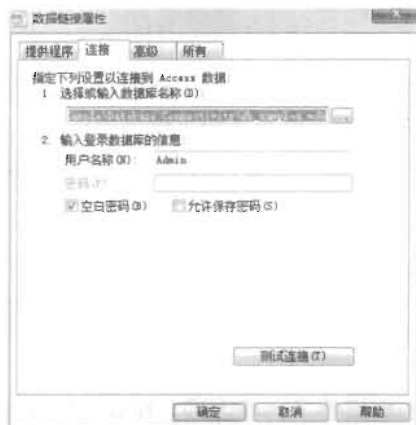 数据链接属性
提供程序 连接 高级 所有
指定下列设置以连接到 Access 数据:
1. 选择或输入数据库名称(D):
...
2. 输入登录数据库的信息:
用户名称(N): Admin
密码(P):
空白密码(B) 允许保存密码(S)
测试连接(T)
确定 取消 帮助